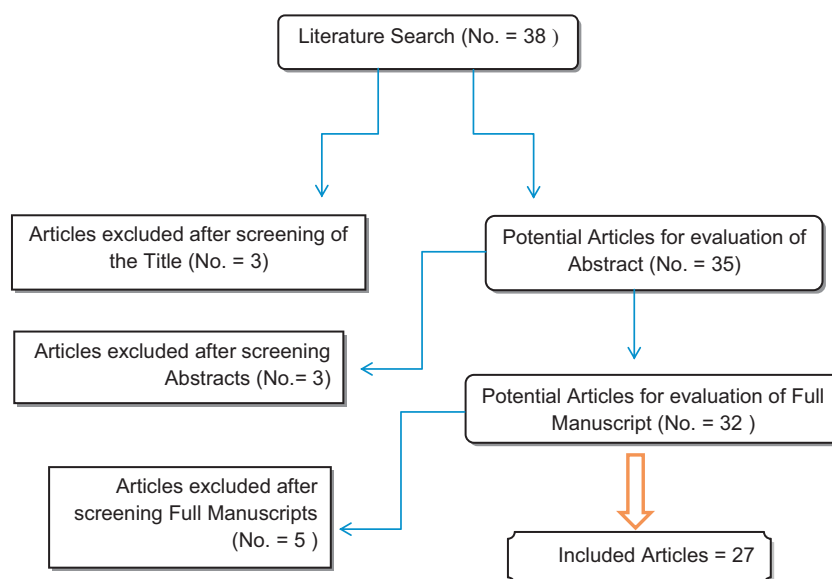 Literature Search (No. = 38 )
Articles excluded after screening of
the Title (No. = 3)
Potential Articles for evaluation of
Abstract (No. = 35)
Articles excluded after screening
Abstracts (No.= 3)
Potential Articles for evaluation of Full
Manuscript (No. = 32 )
Articles excluded after
screening Full Manuscripts
(No. = 5 )
Included Articles = 27